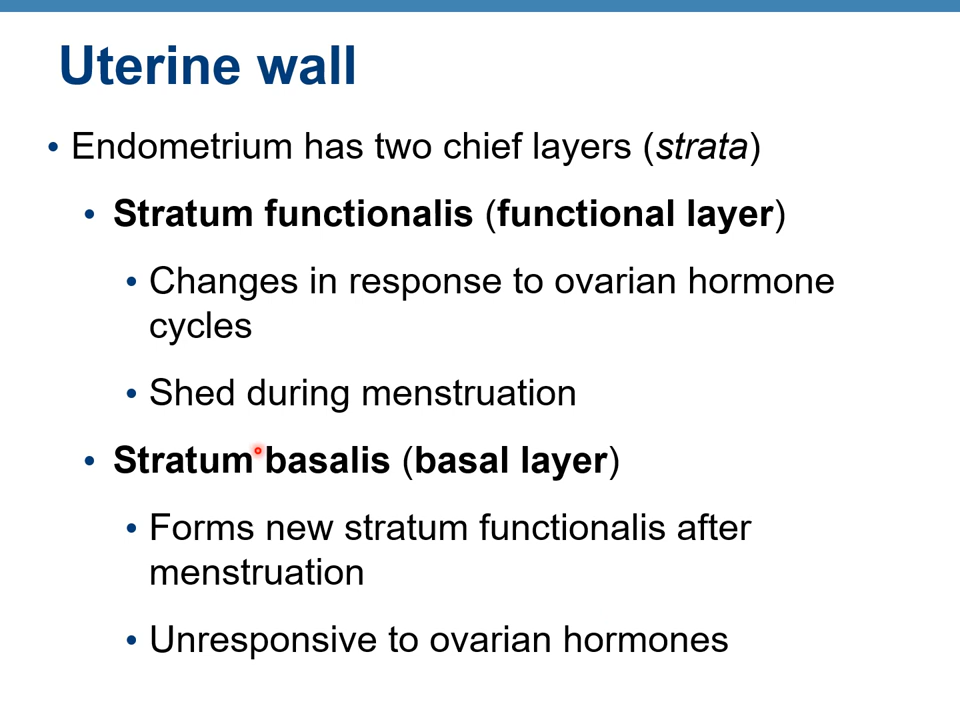 Uterine wall
• Endometrium has two chief layers (strata)
• Stratum functionalis (functional layer)
• Changes in response to ovarian hormone
cycles
• Shed during menstruation
• Stratum basalis (basal layer)
• Forms new stratum functionalis after
menstruation
• Unresponsive to ovarian hormones